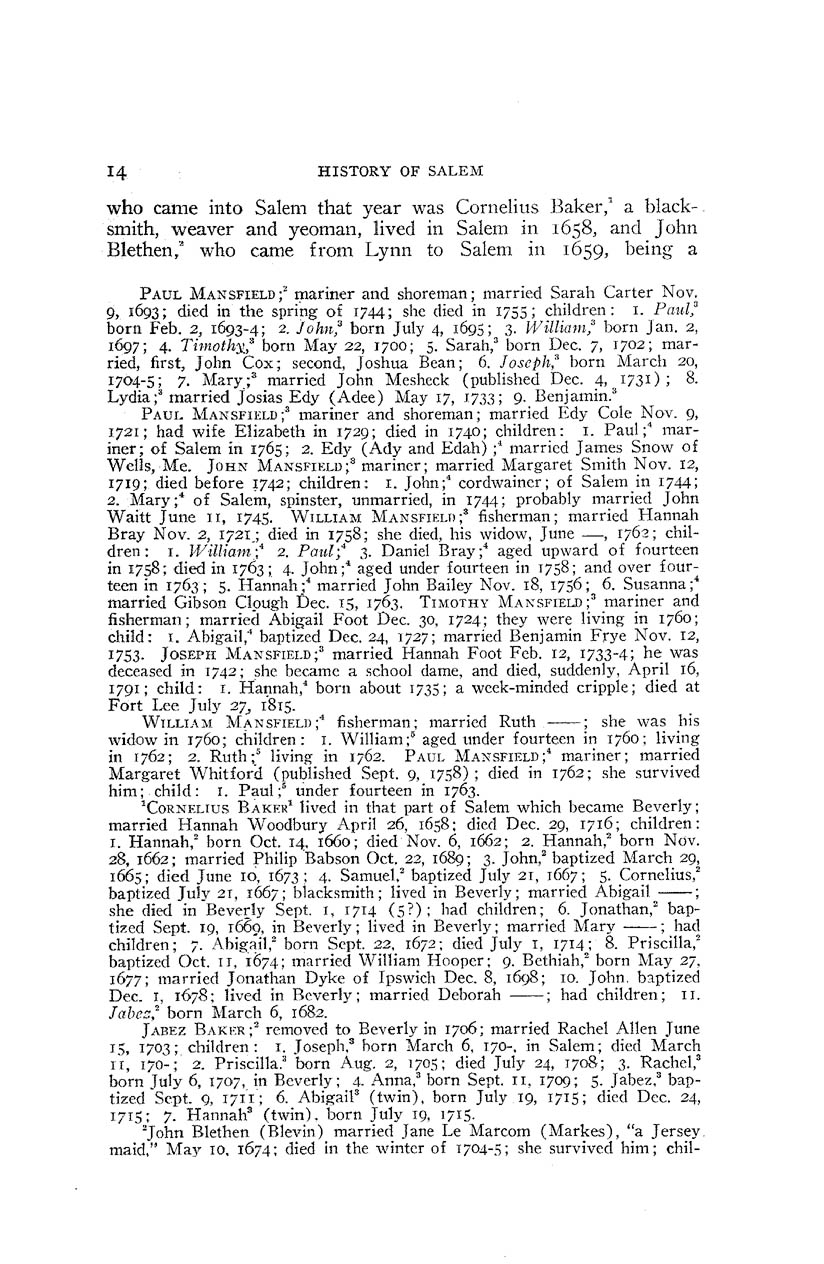 14 HISTORY OF SALEM
who came into Salem that year was Cornelius Baker,¹ a black-
smith, weaver and yeoman, lived in Salem in 1658, and John
Blethen,² who came from Lynn to Salem in 1659, being a
PAUL MANSFIELD;² mariner and shoreman; married Sarah Carter Nov.
9, 1693; died in the spring of 1744; she died in 1755; children: 1. Paul,³
born Feb. 2, 1693-4; 2. John,³ born July 4, 1695; 3. William,³ born Jan. 2,
1697; 4. Timothy,³ born May 22, 1700; 5. Sarah,³ born Dec. 7, 1702; mar-
ried, first, John Cox; second, Joshua Bean; 6. Joseph,³ born March 20,
1704-5; 7. Mary;³ married John Mesheck (published Dec. 4, 1731); 8.
Lydia;³ married Josias Edy (Adee) May 17, 1733; 9. Benjamin.³
PAUL MANSFIELD;³ mariner and shoreman; married Edy Cole Nov. 9,
1721; had wife Elizabeth in 1729; died in 1740; children: 1. Paul;⁴ mar-
iner; of Salem in 1765; 2. Edy (Ady and Edah);⁴ married James Snow of
Wells, Me. JOHN MANSFIELD;³ mariner; married Margaret Smith Nov. 12,
1719; died before 1742; children: 1. John;⁴ cordwainer; of Salem in 1744;
2. Mary;⁴ of Salem, spinster, unmarried, in 1744; probably married John
Waitt June 11, 1745. WILLIAM MANSFIELD;³ fisherman; married Hannah
Bray Nov. 2, 1721; died in 1758; she died, his widow, June —, 1762; chil-
dren: 1. William;⁴ 2. Paul;⁴ 3. Daniel Bray;⁴ aged upward of fourteen
in 1758; died in 1763; 4. John;⁴ aged under fourteen in 1758; and over four-
teen in 1763; 5. Hannah;⁴ married John Bailey Nov. 18, 1756; 6. Susanna;⁴
married Gibson Clough Dec. 15, 1763. TIMOTHY MANSFIELD;³ mariner and
fisherman; married Abigail Foot Dec. 30, 1724; they were living in 1760;
child: 1. Abigail,⁴ baptized Dec. 24, 1727; married Benjamin Frye Nov. 12,
1753. JOSEPH MANSFIELD;³ married Hannah Foot Feb. 12, 1733-4; he was
deceased in 1742; she became a school dame, and died, suddenly, April 16,
1791; child: 1. Hannah,⁴ born about 1735; a week-minded cripple; died at
Fort Lee July 27, 1815.
WILLIAM MANSFIELD;⁴ fisherman; married Ruth ——; she was his
widow in 1760; children: 1. William;⁵ aged under fourteen in 1760; living
in 1762; 2. Ruth;⁵ living in 1762. PAUL MANSFIELD;⁴ mariner; married
Margaret Whitford (published Sept. 9, 1758); died in 1762; she survived
him; child: 1. Paul;⁵ under fourteen in 1763.
¹CORNELIUS BAKER¹ lived in that part of Salem which became Beverly;
married Hannah Woodbury April 26, 1658; died Dec. 29, 1716; children:
1. Hannah,² born Oct. 14, 1660; died Nov. 6, 1662; 2. Hannah,² born Nov.
28, 1662; married Philip Babson Oct. 22, 1689; 3. John,² baptized March 29,
1665; died June 10, 1673; 4. Samuel,² baptized July 21, 1667; 5. Cornelius,²
baptized July 21, 1667; blacksmith; lived in Beverly; married Abigail ——;
she died in Beverly Sept. 1, 1714 (5?); had children; 6. Jonathan,² bap-
tized Sept. 19, 1669, in Beverly; lived in Beverly; married Mary ——; had
children; 7. Abigail,² born Sept. 22, 1672; died July 1, 1714; 8. Priscilla,²
baptized Oct. 11, 1674; married William Hooper; 9. Bethiah,² born May 27,
1677; married Jonathan Dyke of Ipswich Dec. 8, 1698; 10. John, baptized
Dec. 1, 1678; lived in Beverly; married Deborah ——; had children; 11.
Jabez,² born March 6, 1682.
JABEZ BAKER;² removed to Beverly in 1706; married Rachel Allen June
15, 1703; children: 1. Joseph,³ born March 6, 170-, in Salem; died March
11, 170-; 2. Priscilla.³ born Aug. 2, 1705; died July 24, 1708; 3. Rachel,³
born July 6, 1707, in Beverly; 4. Anna,³ born Sept. 11, 1709; 5. Jabez,³ bap-
tized Sept. 9, 1711; 6. Abigail³ (twin), born July 19, 1715; died Dec. 24,
1715; 7. Hannah³ (twin), born July 19, 1715.
²John Blethen (Blevin) married Jane Le Marcom (Markes), “a Jersey
maid,” May 10, 1674; died in the winter of 1704-5; she survived him; chil-